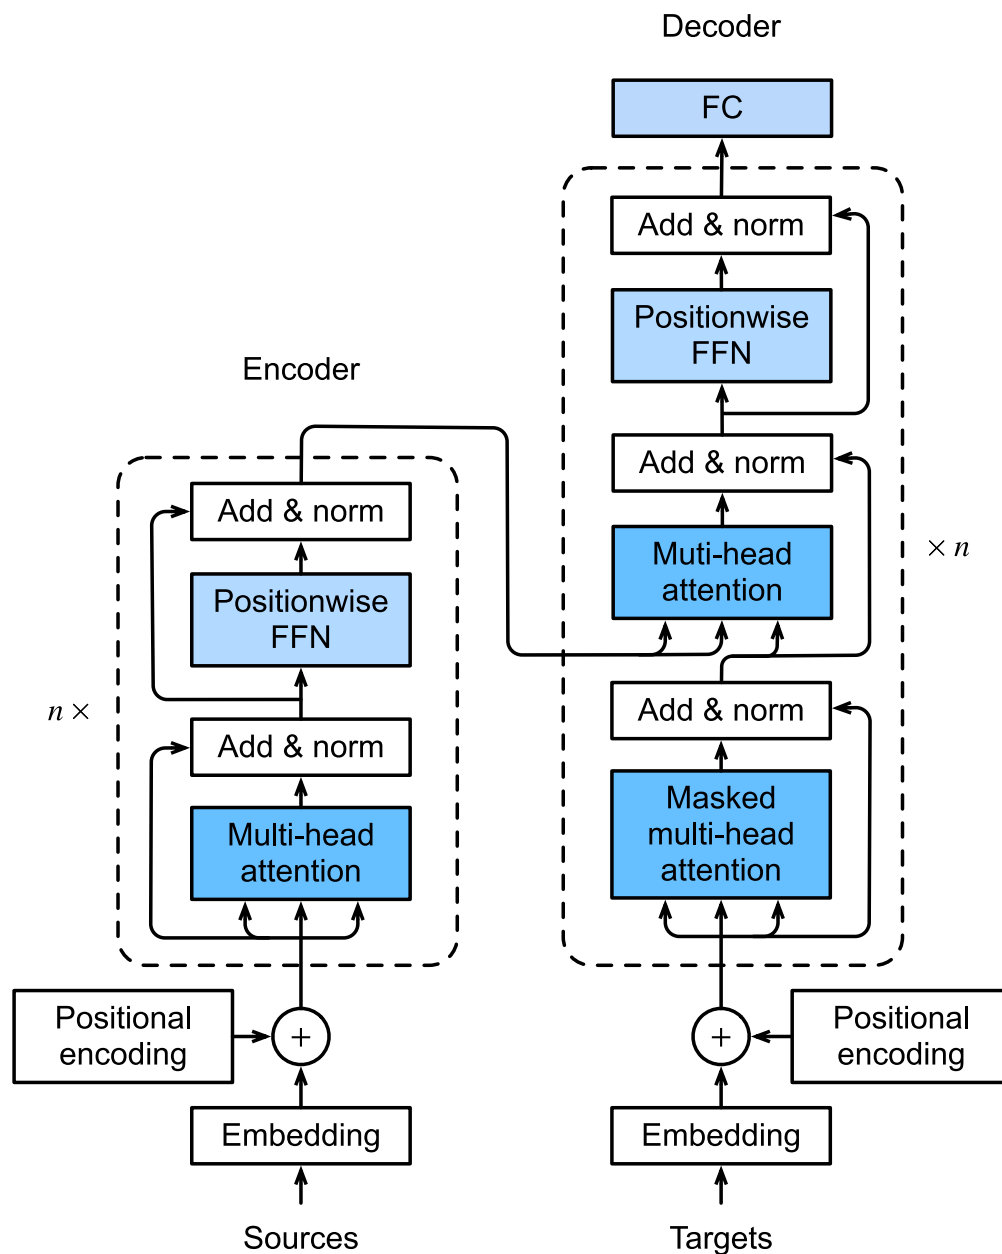 Decoder
FC
Add & norm
Positionwise
FFN
Add & norm
Muti-head
attention
× n
Add & norm
Masked
multi-head
attention
Positional
encoding
+
Embedding
Targets
Encoder
Add & norm
Positionwise
FFN
n ×
Add & norm
Multi-head
attention
Positional
encoding
+
Embedding
Sources